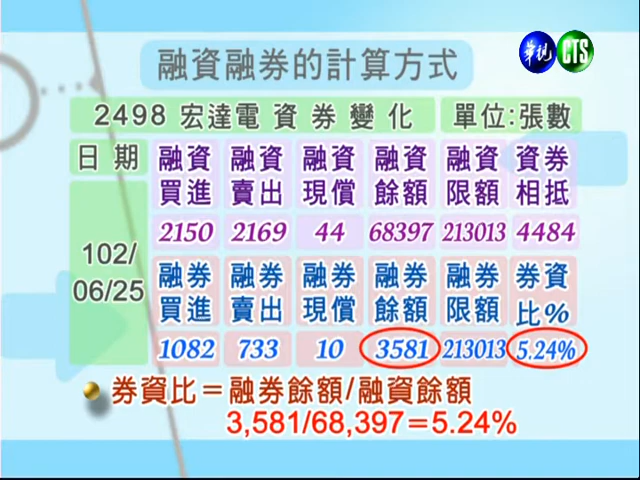 華視 CTS
融資融券的計算方式
2498 宏達電 資 券 變 化 單位:張數
日 期 融資 融資 融資 融資 融資 資券
買進 賣出 現償 餘額 限額 相抵
2150 2169 44 68397 213013 4484
102/
06/25
融券 融券 融券 融券 融券 券資
買進 賣出 現償 餘額 限額 比%
1082 733 10 3581 213013 5.24%
券資比＝融券餘額/融資餘額
3,581/68,397＝5.24%